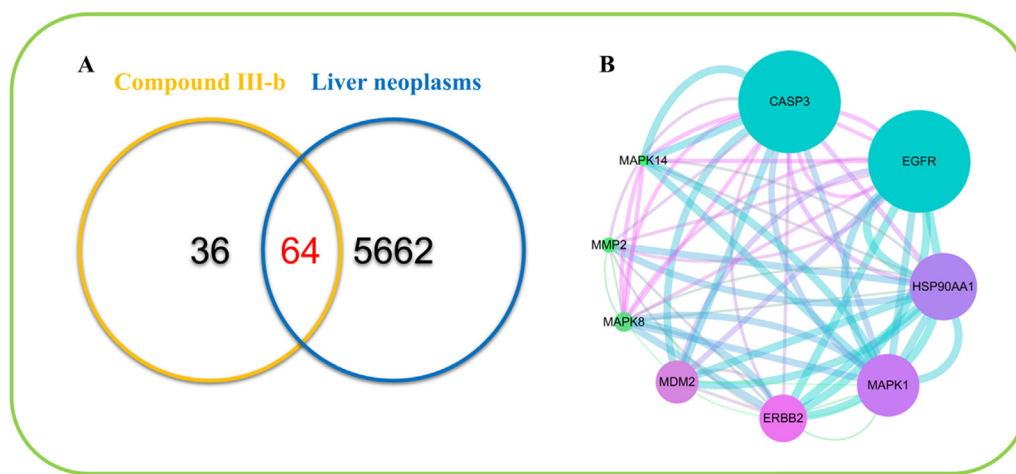 A
B
Compound III-b Liver neoplasms
36 64 5662
CASP3
EGFR
MAPK14
MMP2
HSP90AA1
MAPK8
MDM2
MAPK1
ERBB2